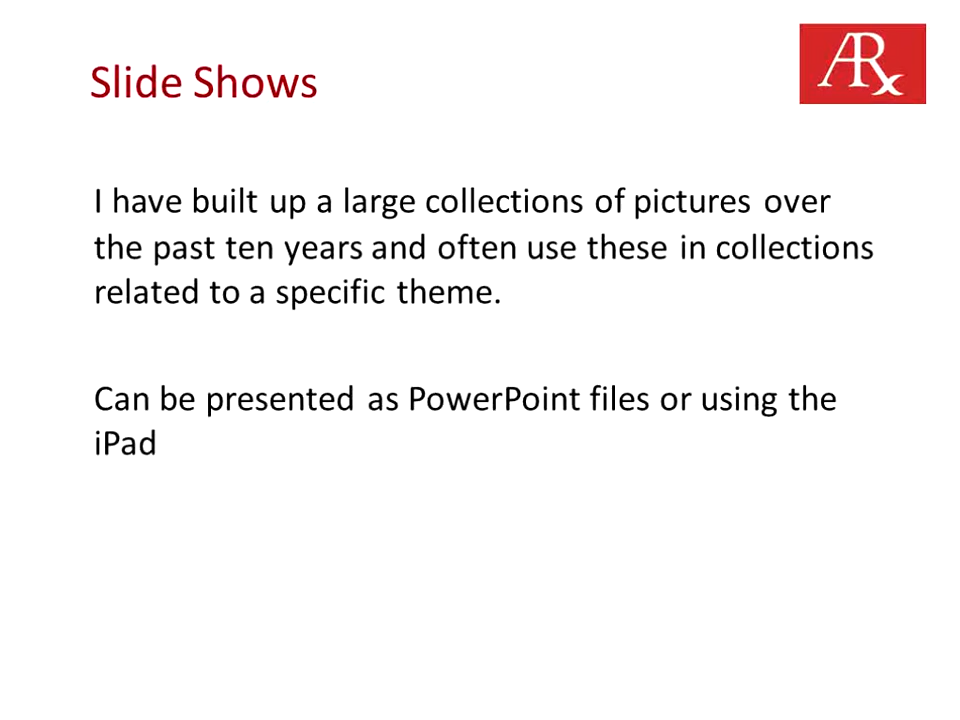 Slide Shows
ARx
I have built up a large collections of pictures over
the past ten years and often use these in collections
related to a specific theme.
Can be presented as PowerPoint files or using the
iPad